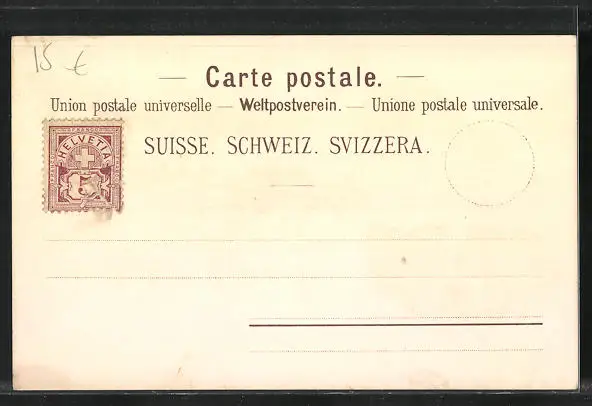 15 €
— Carte postale. —
Union postale universelle — Weltpostverein. — Unione postale universale.
HELVETIA
SUISSE. SCHWEIZ. SVIZZERA.